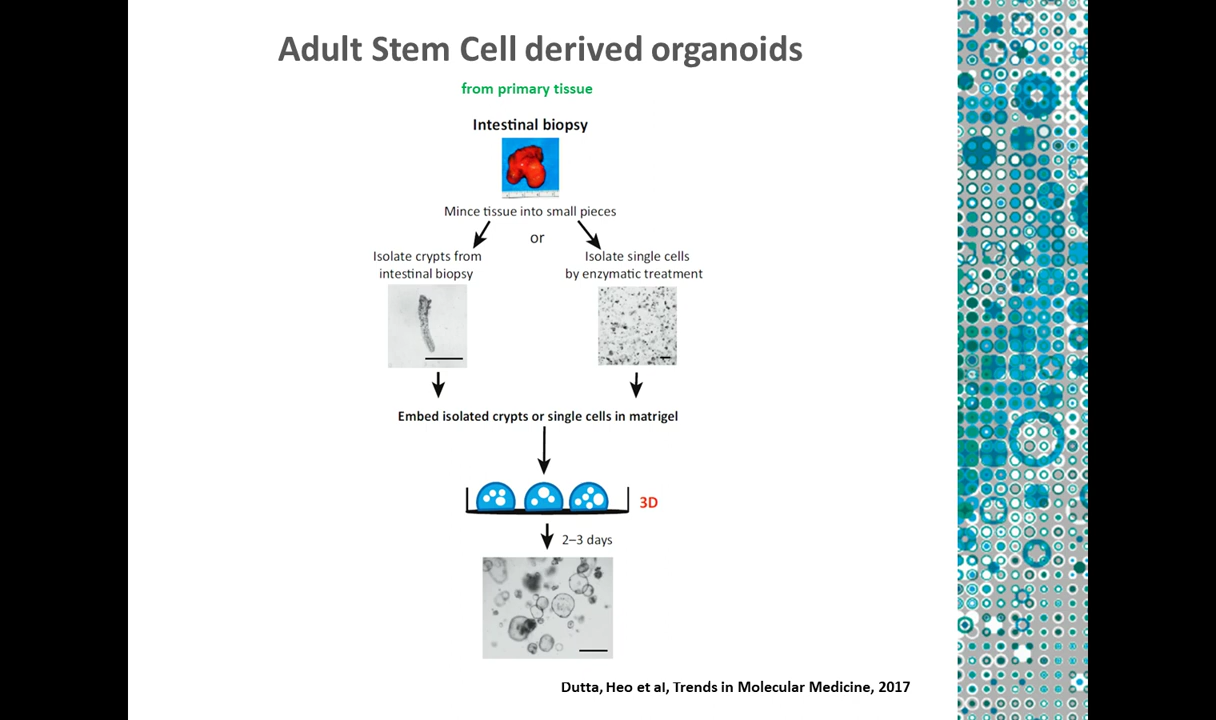 Adult Stem Cell derived organoids
from primary tissue
Intestinal biopsy
Mince tissue into small pieces
or
Isolate crypts from
intestinal biopsy
Isolate single cells
by enzymatic treatment
Embed isolated crypts or single cells in matrigel
3D
2–3 days
Dutta, Heo et al, Trends in Molecular Medicine, 2017